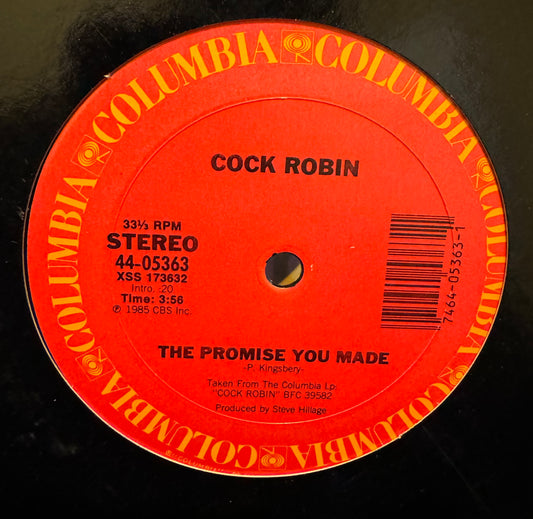 COLUMBIA COLUMBIA COLUMBIA COLUMBIA COLUMBIA COLUMBIA
COCK ROBIN
33⅓ RPM
STEREO
44-05363
XSS 173632
Intro. :20
Time: 3:56
℗ 1985 CBS Inc.
7464-05363-1
THE PROMISE YOU MADE
-P. Kingsbery-
Taken From The Columbia Lp:
"COCK ROBIN" BFC 39582
Produced by Steve Hillage